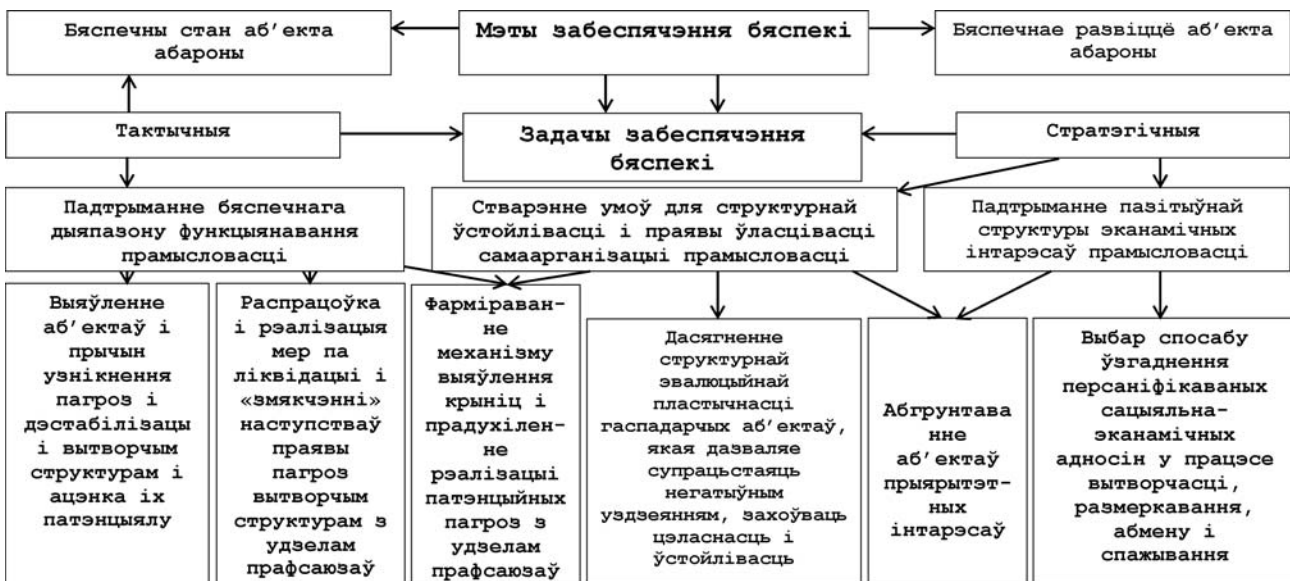 Бяспечны стан аб’екта
абароны
Мэты забеспячэння бяспекі
Бяспечнае развіццё аб’екта
абароны
Тактычныя
Задачы забеспячэння
бяспекі
Стратэгічныя
Падтрыманне бяспечнага
дыяпазону функцыянавання
прамысловасці
Стварэнне умоў для структурнай
ўстойлівасці і праявы ўласцівасці
самаарганізацыі прамысловасці
Падтрыманне пазітыўнай
структуры эканамічных
інтарэсаў прамысловасці
Выяўленне
аб’ектаў і
прычын
узнікнення
пагроз і
дэстабілізацы
і вытворчым
структурам і
ацэнка іх
патэнцыялу
Распрацоўка
і рэалізацыя
мер па
ліквідацыі і
«змякчэнні»
наступстваў
праявы
пагроз
вытворчым
структурам з
удзелам
прафсаюзаў
Фарміраван-
не
механізму
выяўлення
крыніц і
прадухілен-
не
рэалізацыі
патэнцыйных
пагроз з
удзелам
прафсаюзаў
Дасягненне
структурнай
эвалюцыйнай
пластычнасці
гаспадарчых аб’ектаў,
якая дазваляе
супрацьстаяць
негатыўным
уздзеянням, захоўваць
цэласнасць і
ўстойлівасць
Абгрунтава
нне
аб’ектаў
прыярытэт-
ных
інтарэсаў
Выбар спосабу
ўзгаднення
персаніфікаваных
сацыяльна-
эканамічных
адносін у працэсе
вытворчасці,
размеркавання,
абмену і
спажывання